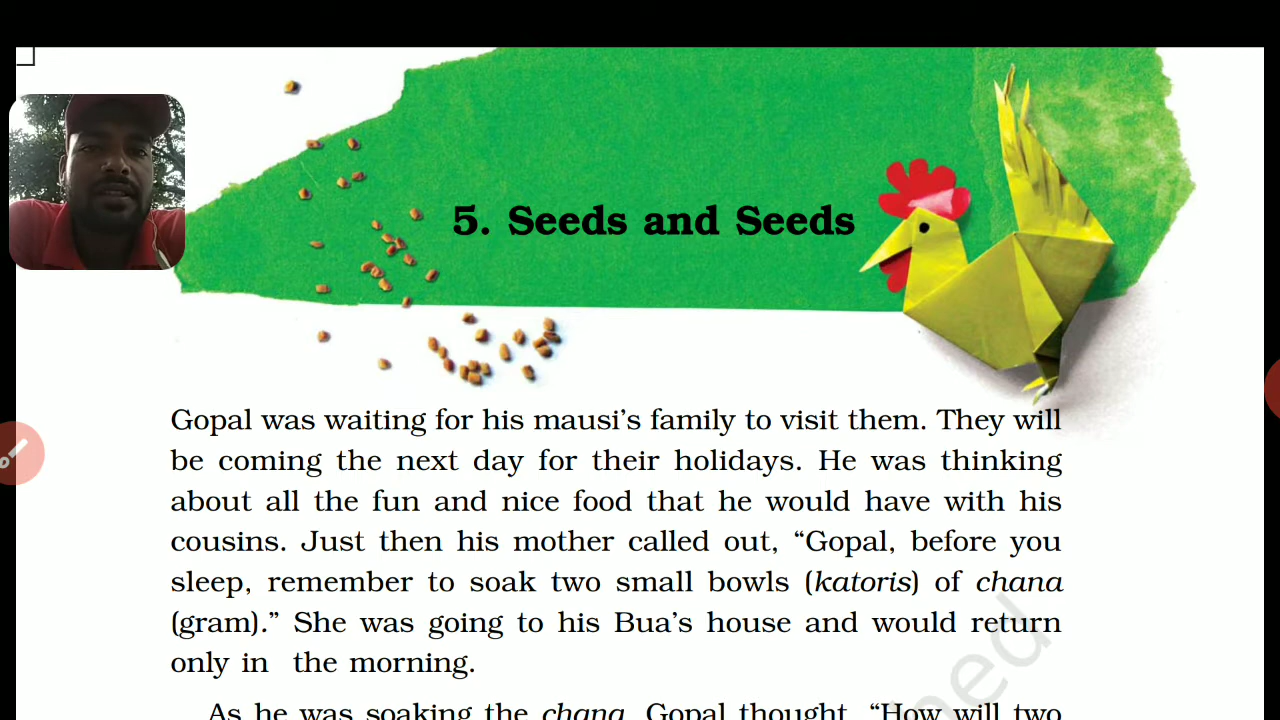 5. Seeds and Seeds
Gopal was waiting for his mausi's family to visit them. They will
be coming the next day for their holidays. He was thinking
about all the fun and nice food that he would have with his
cousins. Just then his mother called out, “Gopal, before you
sleep, remember to soak two small bowls (katoris) of chana
(gram).” She was going to his Bua's house and would return
only in the morning.
As he was soaking the chana, Gopal thought, “How will two